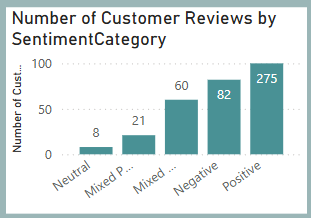 Number of Customer Reviews by
SentimentCategory
Number of Cust...
100
50
0
8
21
60
82
275
Neutral
Mixed P...
Mixed ...
Negative
Positive